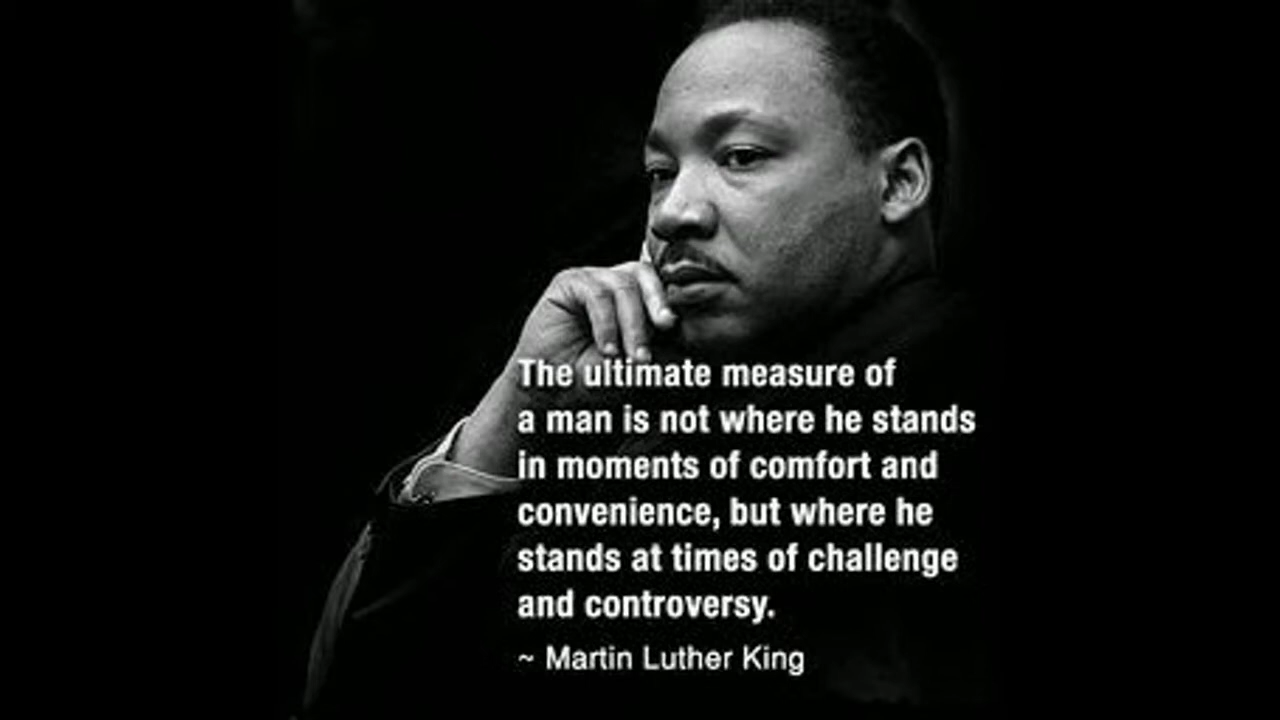 The ultimate measure of
a man is not where he stands
in moments of comfort and
convenience, but where he
stands at times of challenge
and controversy.
~ Martin Luther King